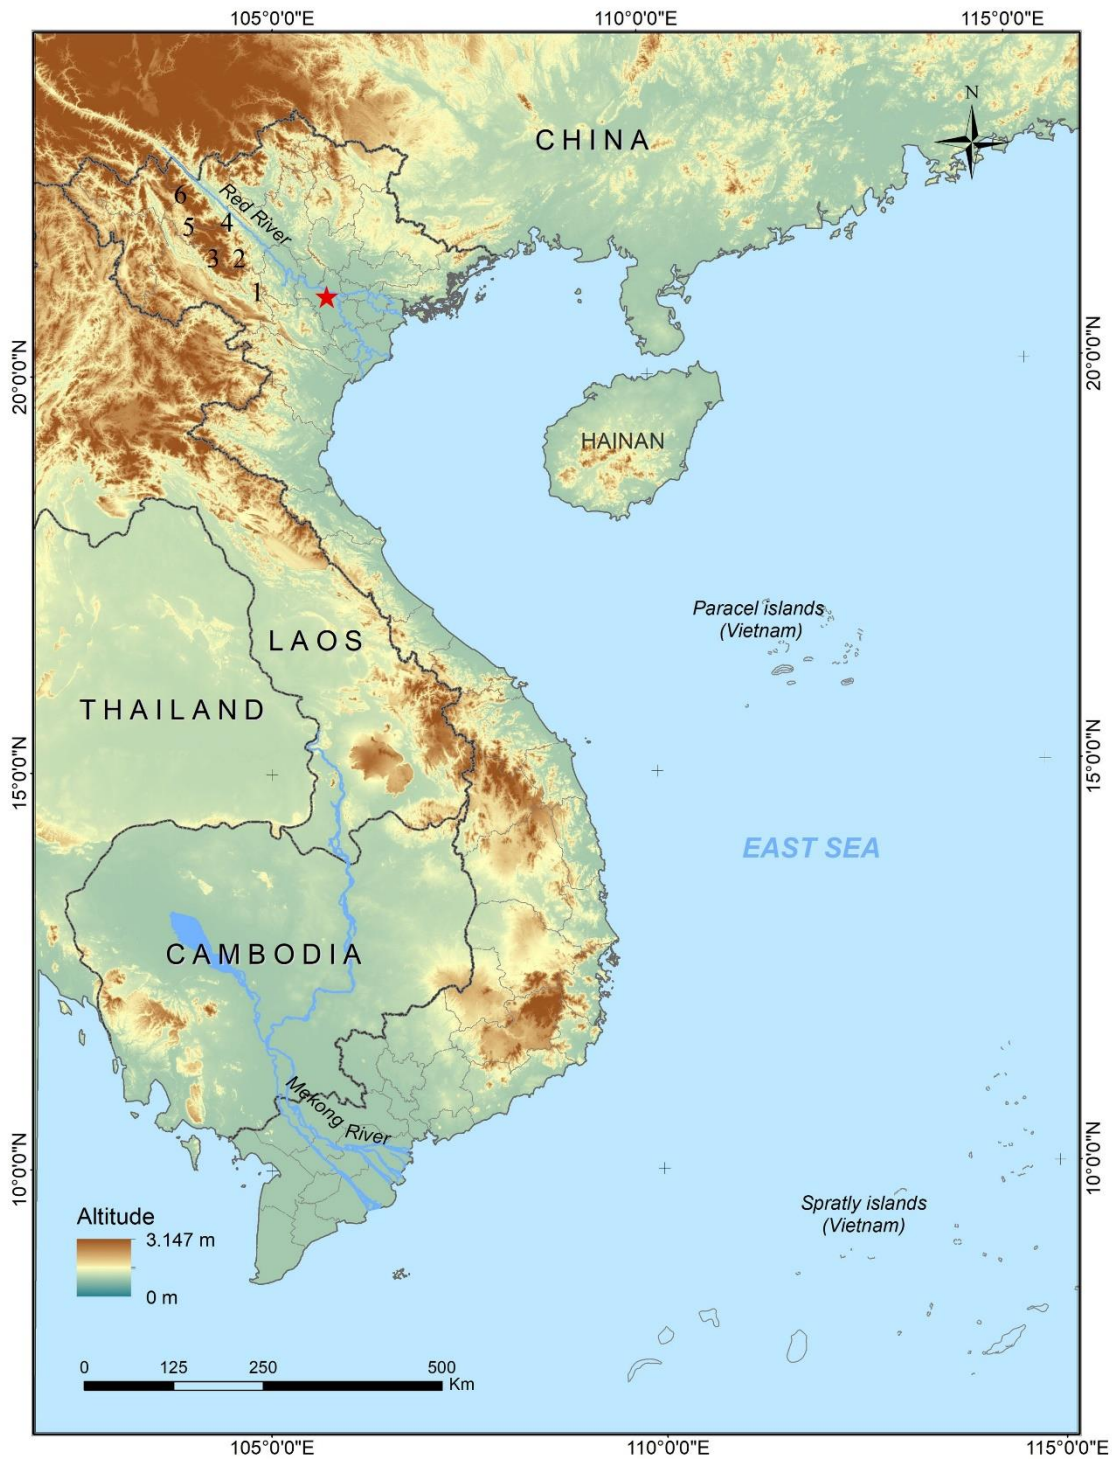 105°0'0"E
110°0'0"E
115°0'0"E
N
CHINA
6
Red River
4
5
3
2
1
20°0'0"N
20°0'0"N
HAINAN
Paracel islands
(Vietnam)
LAOS
THAILAND
15°0'0"N
15°0'0"N
EAST SEA
CAMBODIA
Mekong River
10°0'0"N
10°0'0"N
Spratly islands
(Vietnam)
Altitude
3.147 m
0 m
0
125
250
500
Km
105°0'0"E
110°0'0"E
115°0'0"E